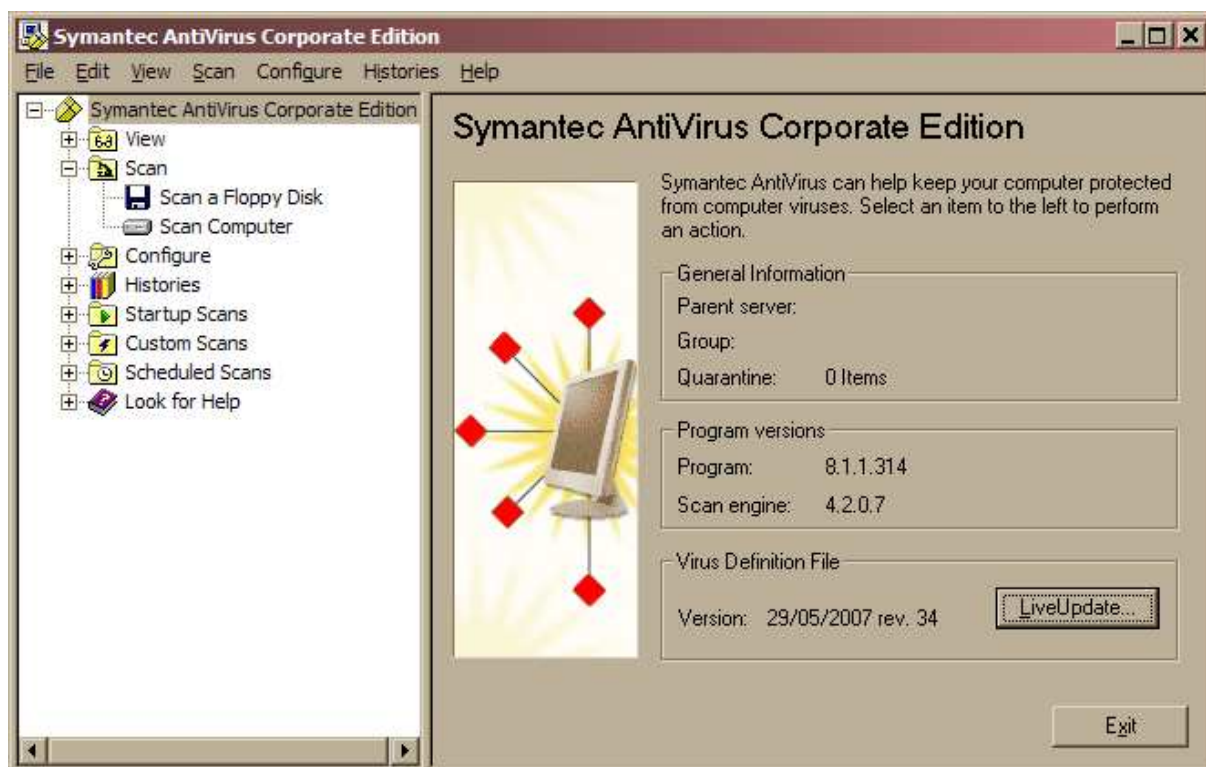 Symantec AntiVirus Corporate Edition
File Edit View Scan Configure Histories Help
Symantec AntiVirus Corporate Edition
View
Scan
Scan a Floppy Disk
Scan Computer
Configure
Histories
Startup Scans
Custom Scans
Scheduled Scans
Look for Help
Symantec AntiVirus Corporate Edition
Symantec AntiVirus can help keep your computer protected
from computer viruses. Select an item to the left to perform
an action.
General Information
Parent server:
Group:
Quarantine: 0 Items
Program versions
Program: 8.1.1.314
Scan engine: 4.2.0.7
Virus Definition File
Version: 29/05/2007 rev. 34
LiveUpdate...
Exit